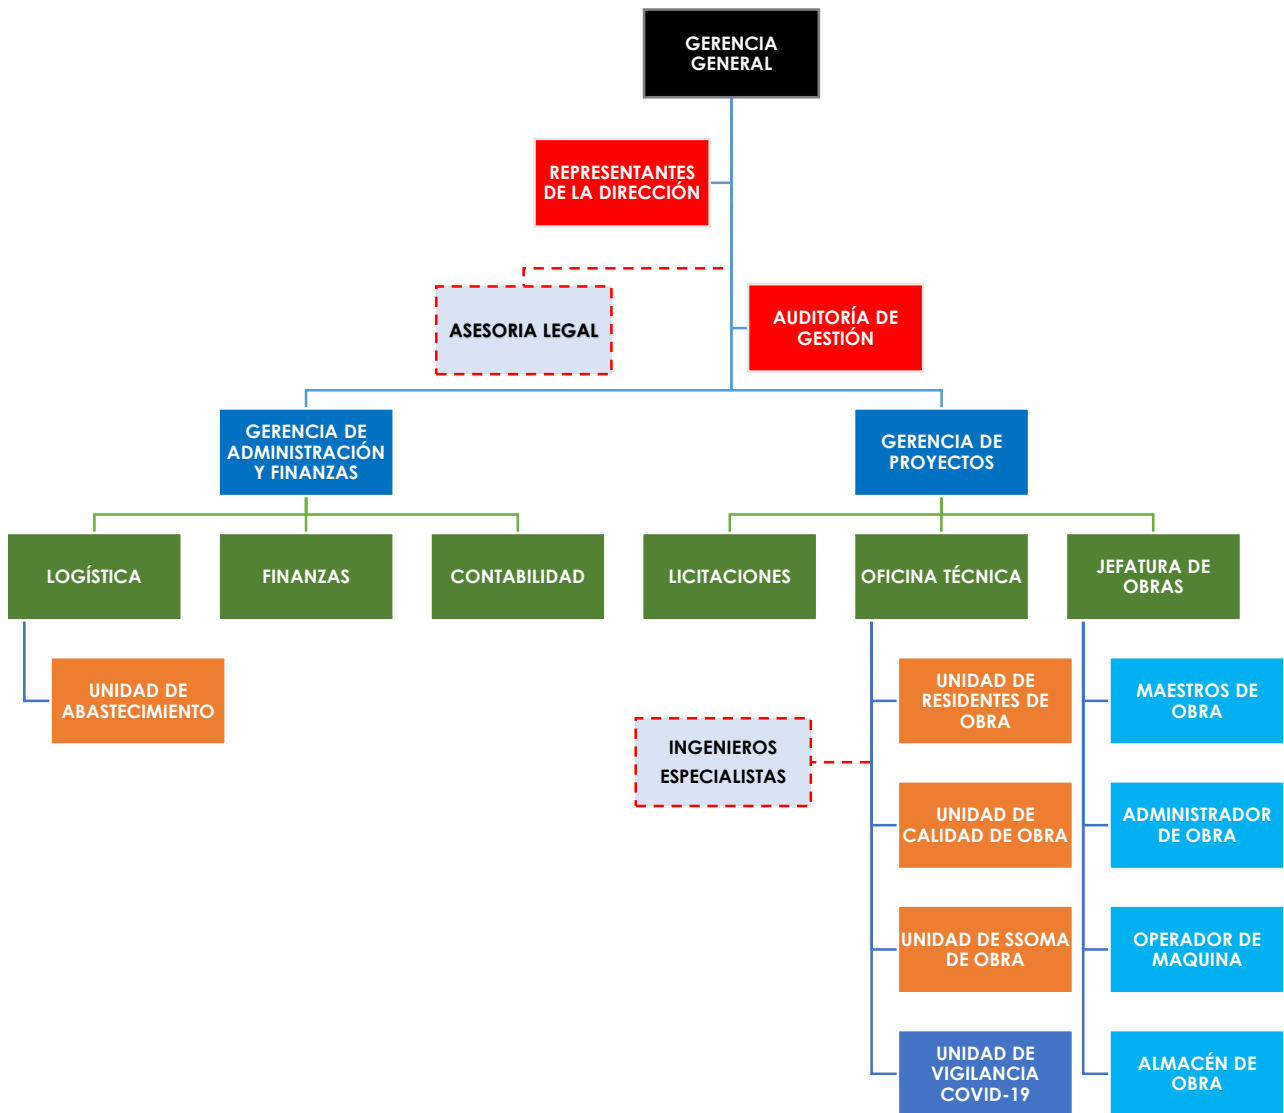 GERENCIA
GENERAL
REPRESENTANTES
DE LA DIRECCIÓN
ASESORIA LEGAL
AUDITORÍA DE
GESTIÓN
GERENCIA DE
ADMINISTRACIÓN
Y FINANZAS
GERENCIA DE
PROYECTOS
LOGÍSTICA
FINANZAS
CONTABILIDAD
LICITACIONES
OFICINA TÉCNICA
JEFATURA DE
OBRAS
UNIDAD DE
ABASTECIMIENTO
INGENIEROS
ESPECIALISTAS
UNIDAD DE
RESIDENTES DE
OBRA
MAESTROS DE
OBRA
UNIDAD DE
CALIDAD DE OBRA
ADMINISTRADOR
DE OBRA
UNIDAD DE SSOMA
DE OBRA
OPERADOR DE
MAQUINA
UNIDAD DE
VIGILANCIA
COVID-19
ALMACÉN DE
OBRA